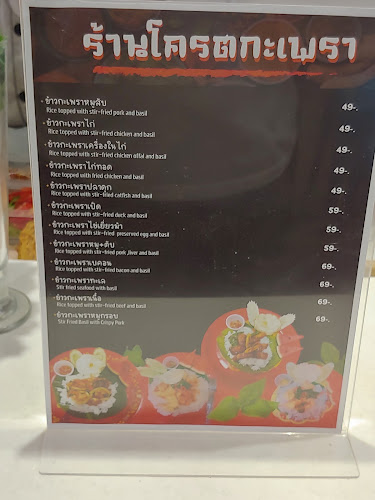 ร้านโครตกะเพรา
· ข้าวกะเพราหมูสับ 49-.
Rice topped with stir-fried pork and basil
· ข้าวกะเพราไก่ 49-.
Rice topped with stir-fried chicken and basil
· ข้าวกะเพราเครื่องในไก่ 49-.
Rice topped with stir-fried chicken offal and basil
· ข้าวกะเพราไก่ทอด 49-.
Rice topped with fried chicken and basil
· ข้าวกะเพราปลาดุก 49-.
Rice topped with stir-fried catfish and basil
· ข้าวกะเพราเป็ด 59-.
Rice topped with stir-fried duck and basil
· ข้าวกะเพราไข่เยี่ยวม้า 59-.
Rice topped with stir-fried preserved egg and basil
· ข้าวกะเพราหมู+ตับ 59-.
Rice topped with stir-fried pork ,liver and basil
· ข้าวกะเพราเบคอน 69-.
Rice topped with stir-fried bacon and basil
· ข้าวกะเพราทะเล 69-.
Stir fried seafood with basil
· ข้าวกะเพราเนื้อ 69-.
Rice topped with stir-fried beef and basil
· ข้าวกะเพราหมูกรอบ 69-.
Stir Fried Basil with Crispy Pork